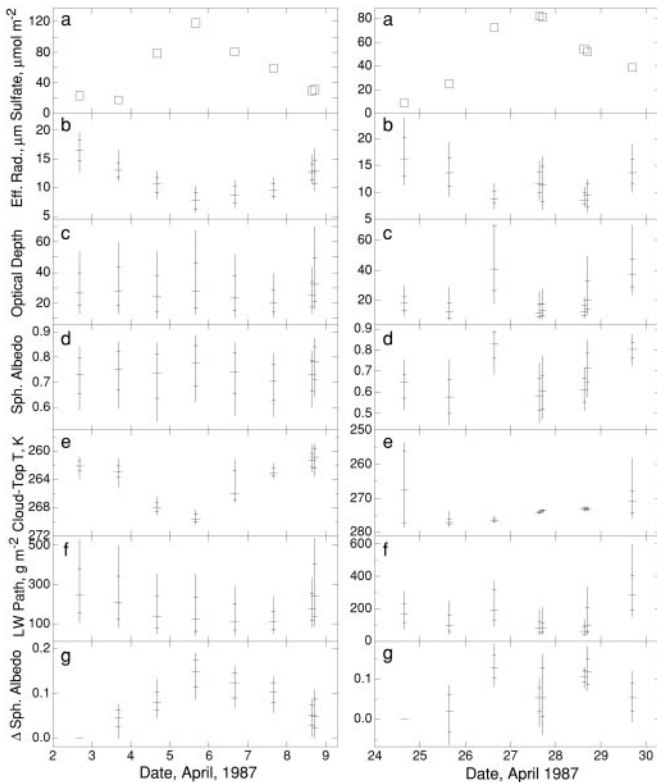 Sulfate, μmol m-2
a
120
80
40
0
Eff. Rad., μm
b
20
15
10
5
Optical Depth
c
60
40
20
Sph. Albedo
d
0.9
0.8
0.7
0.6
Cloud-Top T, K
e
260
264
268
272
LW Path, g m-2
f
500
300
100
Δ Sph. Albedo
g
0.2
0.1
0.0
2 3 4 5 6 7 8 9
Date, April, 1987
a
80
60
40
20
0
b
20
15
10
5
c
60
40
20
d
0.9
0.8
0.7
0.6
0.5
e
250
260
270
280
f
600
400
200
0
g
0.1
0.0
24 25 26 27 28 29 30
Date, April, 1987